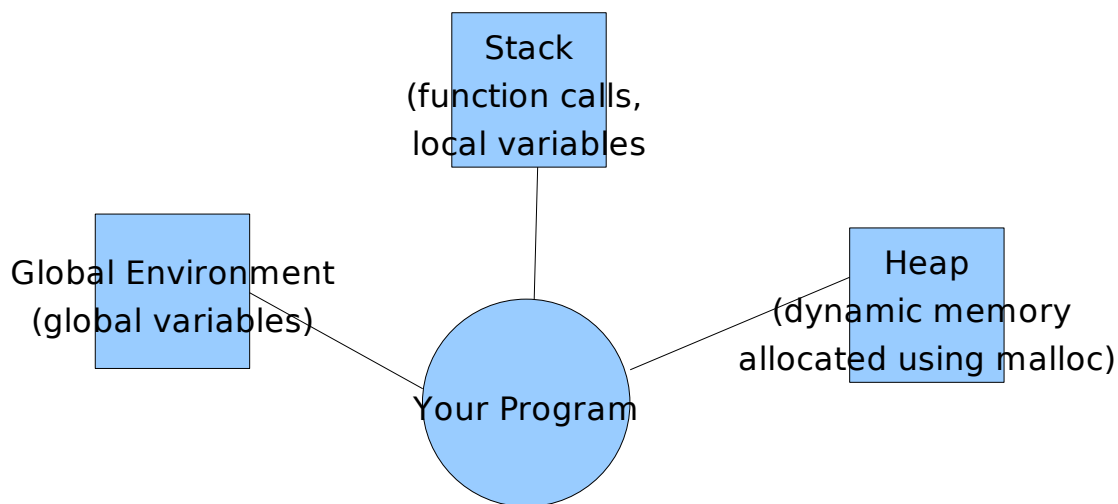 Stack
(function calls,
local variables
Global Environment
(global variables)
Heap
(dynamic memory
allocated using malloc)
Your Program